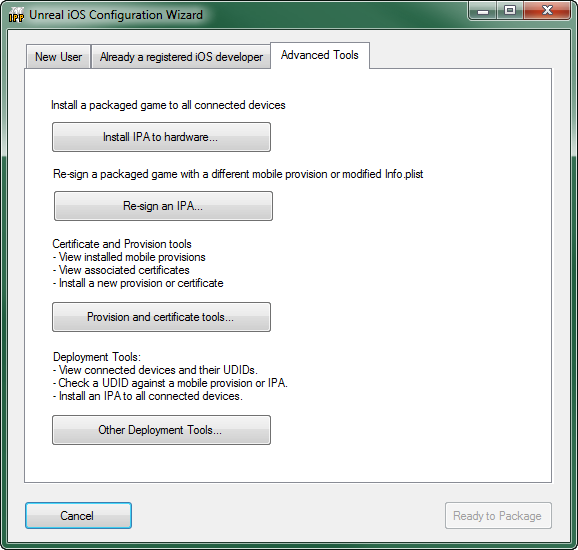 IPP
Unreal iOS Configuration Wizard
New User
Already a registered iOS developer
Advanced Tools
Install a packaged game to all connected devices
Install IPA to hardware...
Re-sign a packaged game with a different mobile provision or modified Info.plist
Re-sign an IPA...
Certificate and Provision tools
- View installed mobile provisions
- View associated certificates
- Install a new provision or certificate
Provision and certificate tools...
Deployment Tools:
- View connected devices and their UDIDs.
- Check a UDID against a mobile provision or IPA.
- Install an IPA to all connected devices.
Other Deployment Tools...
Cancel
Ready to Package